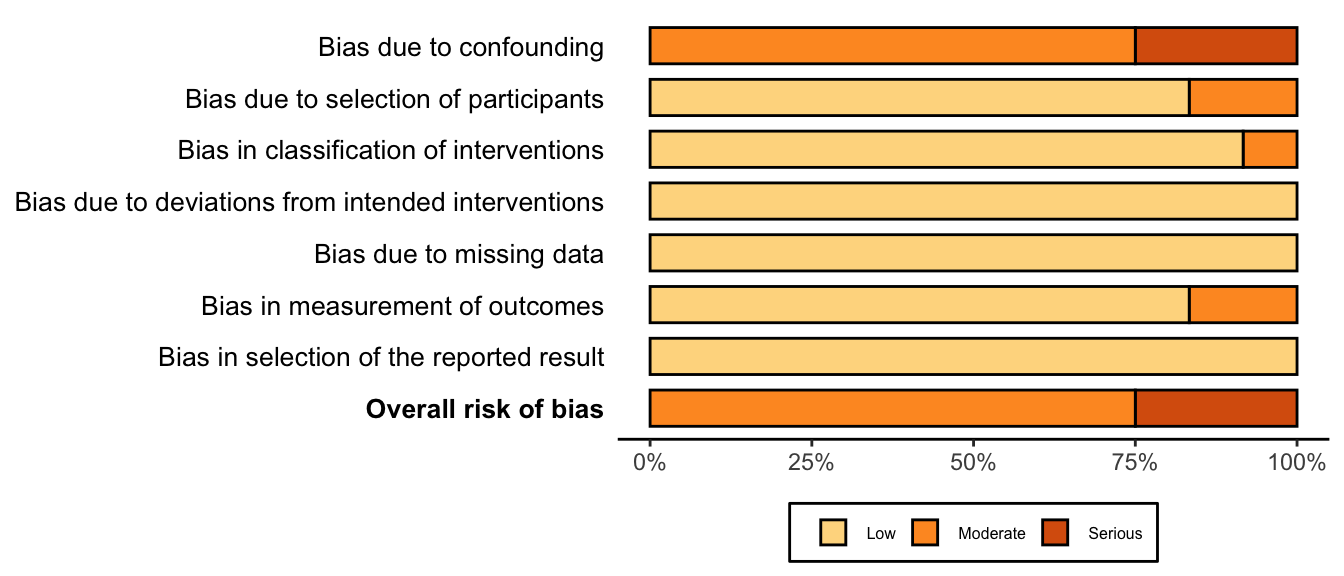 Bias due to confounding
Bias due to selection of participants
Bias in classification of interventions
Bias due to deviations from intended interventions
Bias due to missing data
Bias in measurement of outcomes
Bias in selection of the reported result
Overall risk of bias
0% 25% 50% 75% 100%
Low Moderate Serious